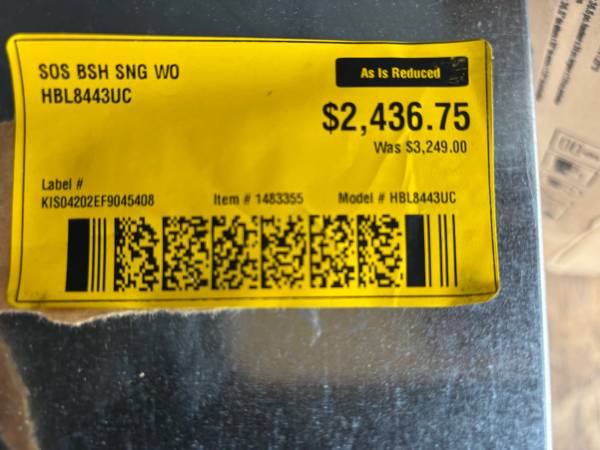 SOS BSH SNG WO
HBL8443UC
As Is Reduced
$2,436.75
Was $3,249.00
Label #
KIS04202EF9045408
Item # 1483355
Model # HBL8443UC